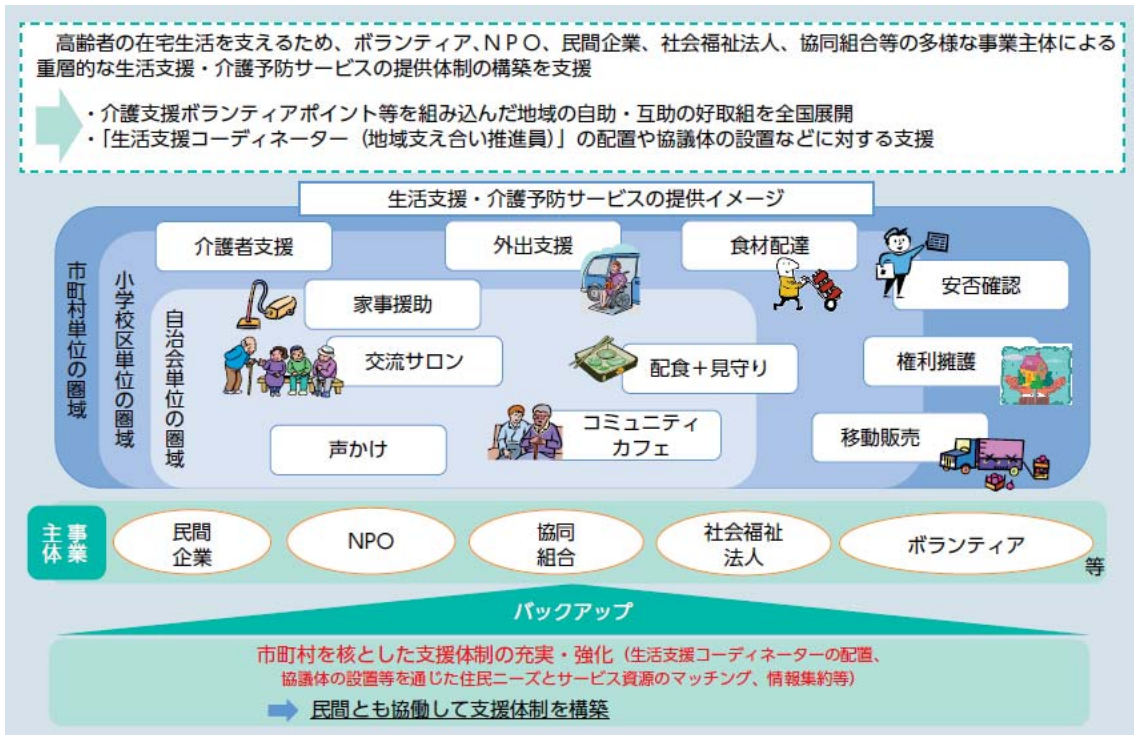 高齢者の在宅生活を支えるため、ボランティア、NPO、民間企業、社会福祉法人、協同組合等の多様な事業主体による
重層的な生活支援・介護予防サービスの提供体制の構築を支援
・介護支援ボランティアポイント等を組み込んだ地域の自助・互助の好取組を全国展開
・「生活支援コーディネーター（地域支え合い推進員）」の配置や協議体の設置などに対する支援
生活支援・介護予防サービスの提供イメージ
市町村単位の圏域
小学校区単位の圏域
自治会単位の圏域
介護者支援
外出支援
食材配達
安否確認
家事援助
交流サロン
配食＋見守り
権利擁護
声かけ
コミュニティ
カフェ
移動販売
事業
主体
民間
企業
NPO
協同
組合
社会福祉
法人
ボランティア
等
バックアップ
市町村を核とした支援体制の充実・強化（生活支援コーディネーターの配置、
協議体の設置等を通じた住民ニーズとサービス資源のマッチング、情報集約等）
民間とも協働して支援体制を構築